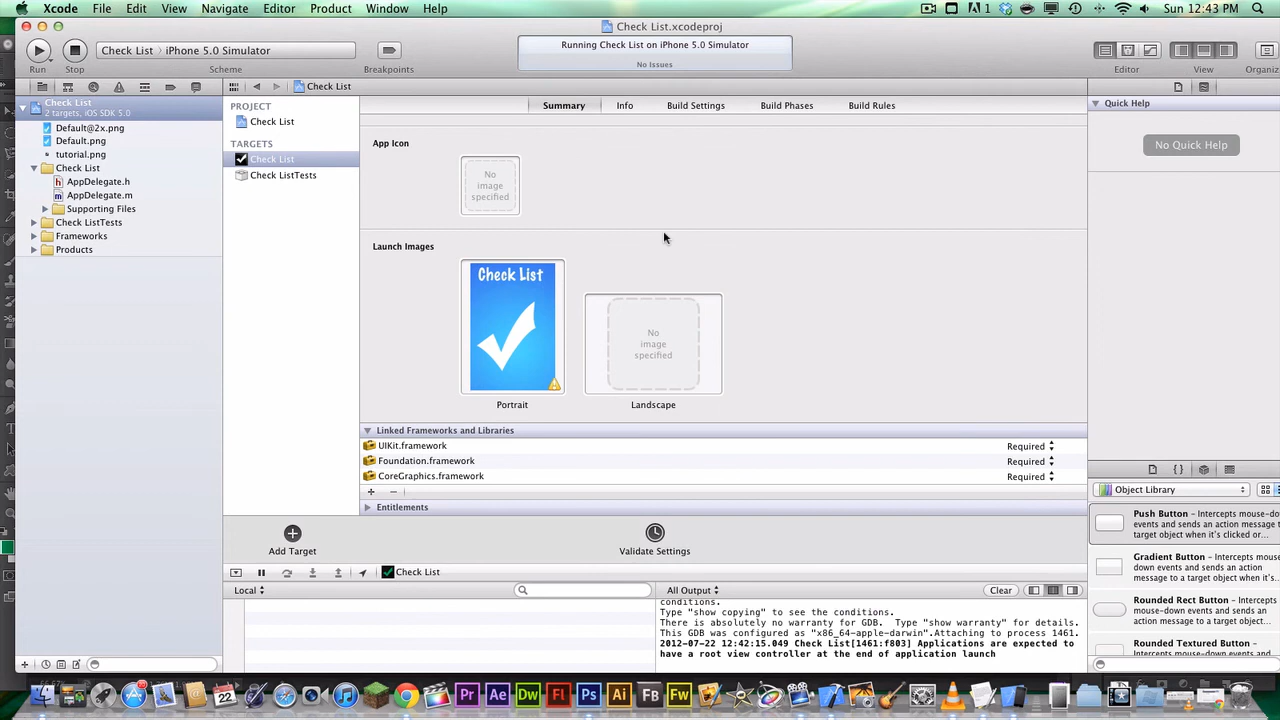 Xcode File Edit View Navigate Editor Product Window Help
1 Sun 12:43 PM
Check List.xcodeproj
Check List iPhone 5.0 Simulator
Running Check List on iPhone 5.0 Simulator
No Issues
Run Stop Scheme Breakpoints Editor View Organiz
Check List
Check List
2 targets, iOS SDK 5.0
Default@2x.png
Default.png
tutorial.png
Check List
AppDelegate.h
AppDelegate.m
Supporting Files
Check ListTests
Frameworks
Products
PROJECT
Check List
TARGETS
Check List
Check ListTests
Summary Info Build Settings Build Phases Build Rules
App Icon
No
image
specified
Launch Images
Check List
No
image
specified
Portrait Landscape
Linked Frameworks and Libraries
UIKit.framework Required
Foundation.framework Required
CoreGraphics.framework Required
Entitlements
Add Target Validate Settings
Check List
Local All Output Clear
conditions.
Type "show copying" to see the conditions.
There is absolutely no warranty for GDB. Type "show warranty" for details.
This GDB was configured as "x86_64-apple-darwin".Attaching to process 1461.
2012-07-22 12:42:15.049 Check List[1461:f803] Applications are expected to
have a root view controller at the end of application launch
Quick Help
No Quick Help
Object Library
Push Button – Intercepts mouse-do
events and sends an action message t
target object when it's clicked or...
Gradient Button – Intercepts mouse-
down events and sends an action
message to a target object when it's...
Rounded Rect Button – Intercepts
mouse-down events and sends an
action message to a target object...
Rounded Textured Button –
22 Pr Ae Dw Fl Ps Ai FB Fw